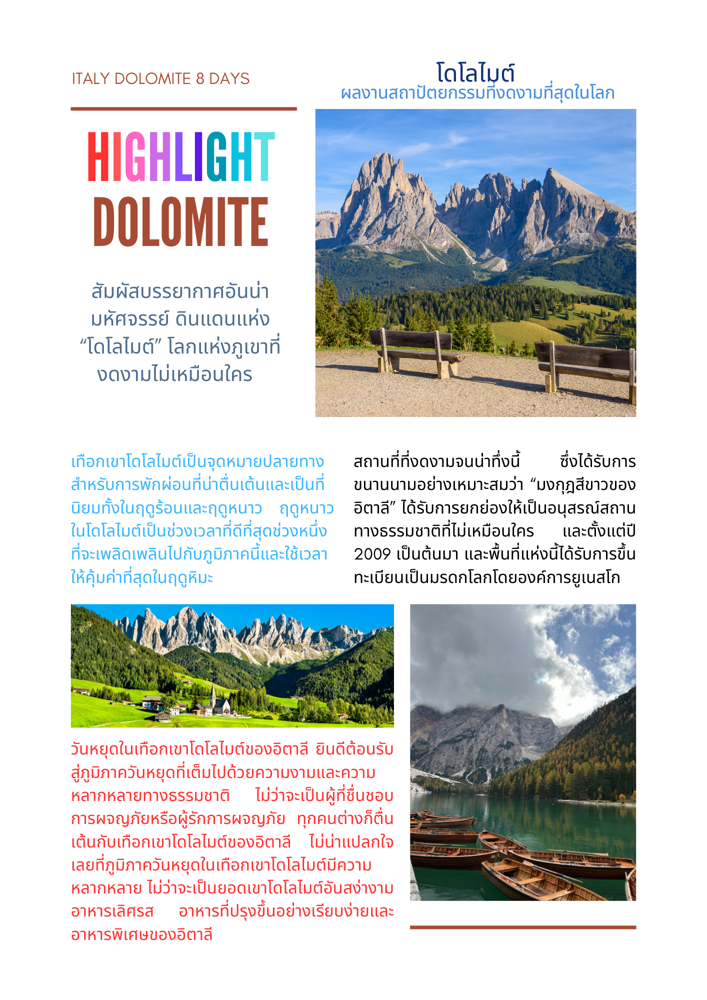 ITALY DOLOMITE 8 DAYS
โดโลไมต์
ผลงานสถาปัตยกรรมที่งดงามที่สุดในโลก
HIGHLIGHT
DOLOMITE
สัมผัสบรรยากาศอันน่า
มหัศจรรย์ ดินแดนแห่ง
“โดโลไมต์” โลกแห่งภูเขาที่
งดงามไม่เหมือนใคร
เทือกเขาโดโลไมต์เป็นจุดหมายปลายทาง
สำหรับการพักผ่อนที่น่าตื่นเต้นและเป็นที่
นิยมทั้งในฤดูร้อนและฤดูหนาว ฤดูหนาว
ในโดโลไมต์เป็นช่วงเวลาที่ดีที่สุดช่วงหนึ่ง
ที่จะเพลิดเพลินไปกับภูมิภาคนี้และใช้เวลา
ให้คุ้มค่าที่สุดในฤดูหิมะ
สถานที่ที่งดงามจนน่าทึ่งนี้ ซึ่งได้รับการ
ขนานนามอย่างเหมาะสมว่า “มงกุฎสีขาวของ
อิตาลี” ได้รับการยกย่องให้เป็นอนุสรณ์สถาน
ทางธรรมชาติที่ไม่เหมือนใคร และตั้งแต่ปี
2009 เป็นต้นมา และพื้นที่แห่งนี้ได้รับการขึ้น
ทะเบียนเป็นมรดกโลกโดยองค์การยูเนสโก
วันหยุดในเทือกเขาโดโลไมต์ของอิตาลี ยินดีต้อนรับ
สู่ภูมิภาควันหยุดที่เต็มไปด้วยความงามและความ
หลากหลายทางธรรมชาติ ไม่ว่าจะเป็นผู้ที่ชื่นชอบ
การผจญภัยหรือผู้รักการผจญภัย ทุกคนต่างก็ตื่น
เต้นกับเทือกเขาโดโลไมต์ของอิตาลี ไม่น่าแปลกใจ
เลยที่ภูมิภาควันหยุดในเทือกเขาโดโลไมต์มีความ
หลากหลาย ไม่ว่าจะเป็นยอดเขาโดโลไมต์อันสง่างาม
อาหารเลิศรส อาหารที่ปรุงขึ้นอย่างเรียบง่ายและ
อาหารพิเศษของอิตาลี
20